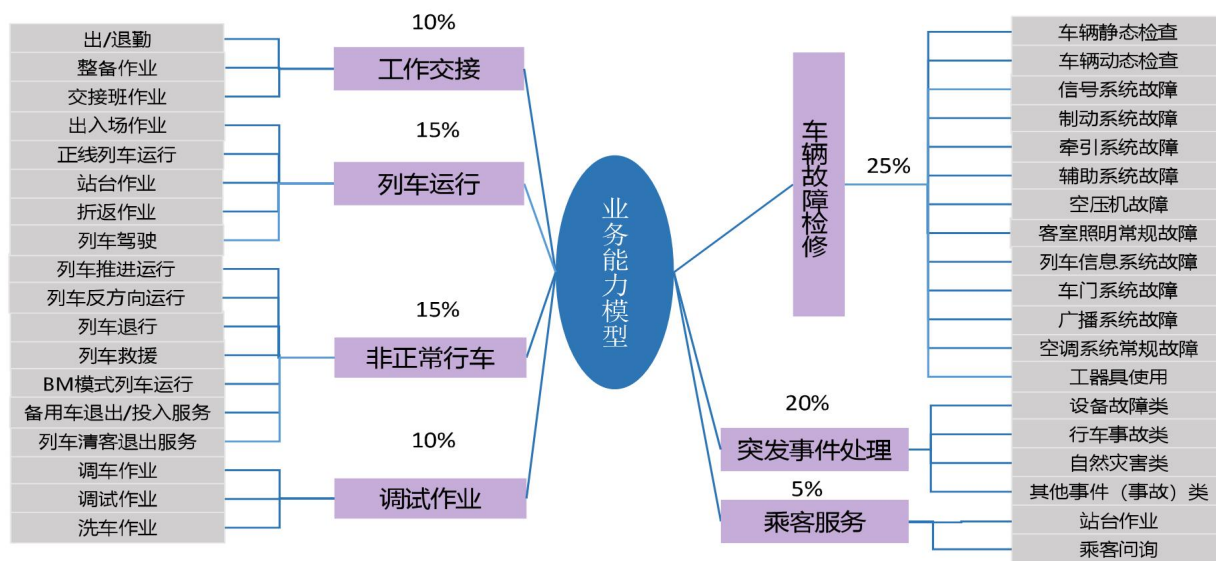 10%
出/退勤
整备作业
交接班作业
工作交接
15%
出入场作业
正线列车运行
站台作业
折返作业
列车驾驶
列车运行
15%
列车推进运行
列车反方向运行
列车退行
列车救援
BM模式列车运行
备用车退出/投入服务
列车清客退出服务
非正常行车
10%
调车作业
调试作业
洗车作业
调试作业
业务能力模型
车辆故障检修
25%
车辆静态检查
车辆动态检查
信号系统故障
制动系统故障
牵引系统故障
辅助系统故障
空压机故障
客室照明常规故障
列车信息系统故障
车门系统故障
广播系统故障
空调系统常规故障
工器具使用
20%
突发事件处理
设备故障类
行车事故类
自然灾害类
其他事件（事故）类
5%
乘客服务
站台作业
乘客问询